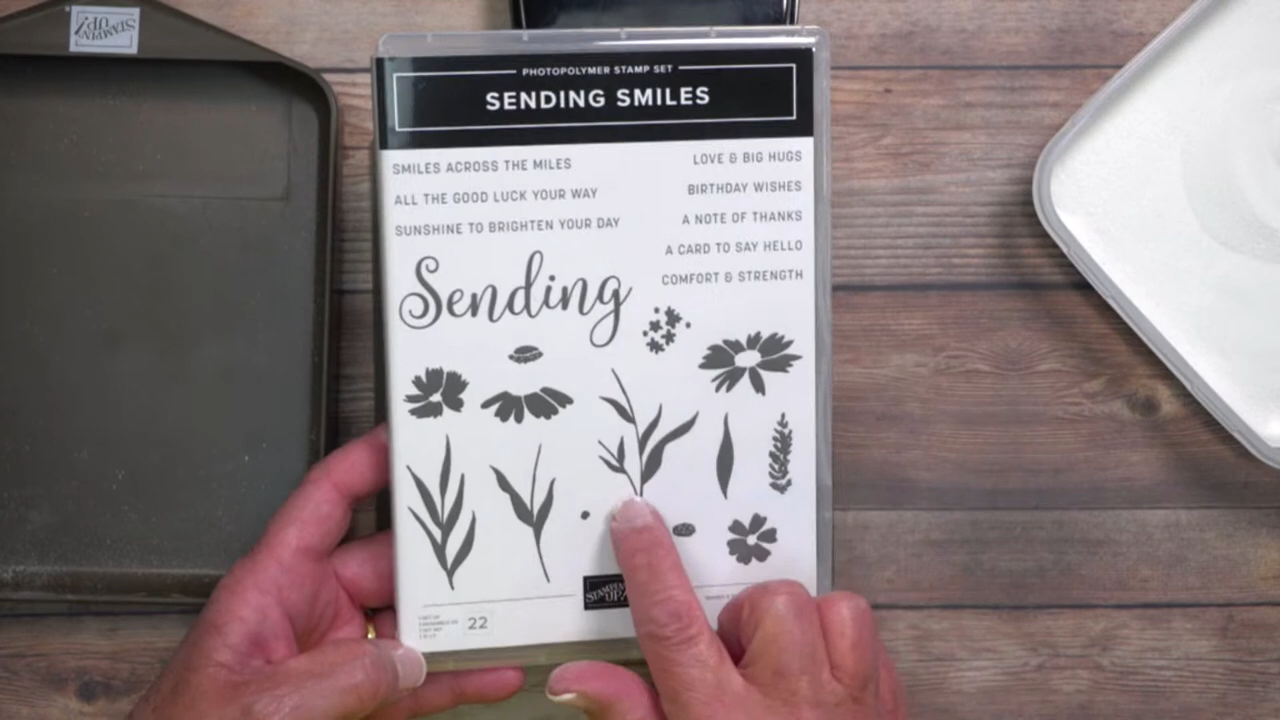 STAMPIN' UP!
PHOTOPOLYMER STAMP SET
SENDING SMILES
SMILES ACROSS THE MILES
ALL THE GOOD LUCK YOUR WAY
SUNSHINE TO BRIGHTEN YOUR DAY
LOVE & BIG HUGS
BIRTHDAY WISHES
A NOTE OF THANKS
A CARD TO SAY HELLO
COMFORT & STRENGTH
Sending
STAMPIN' UP!
22